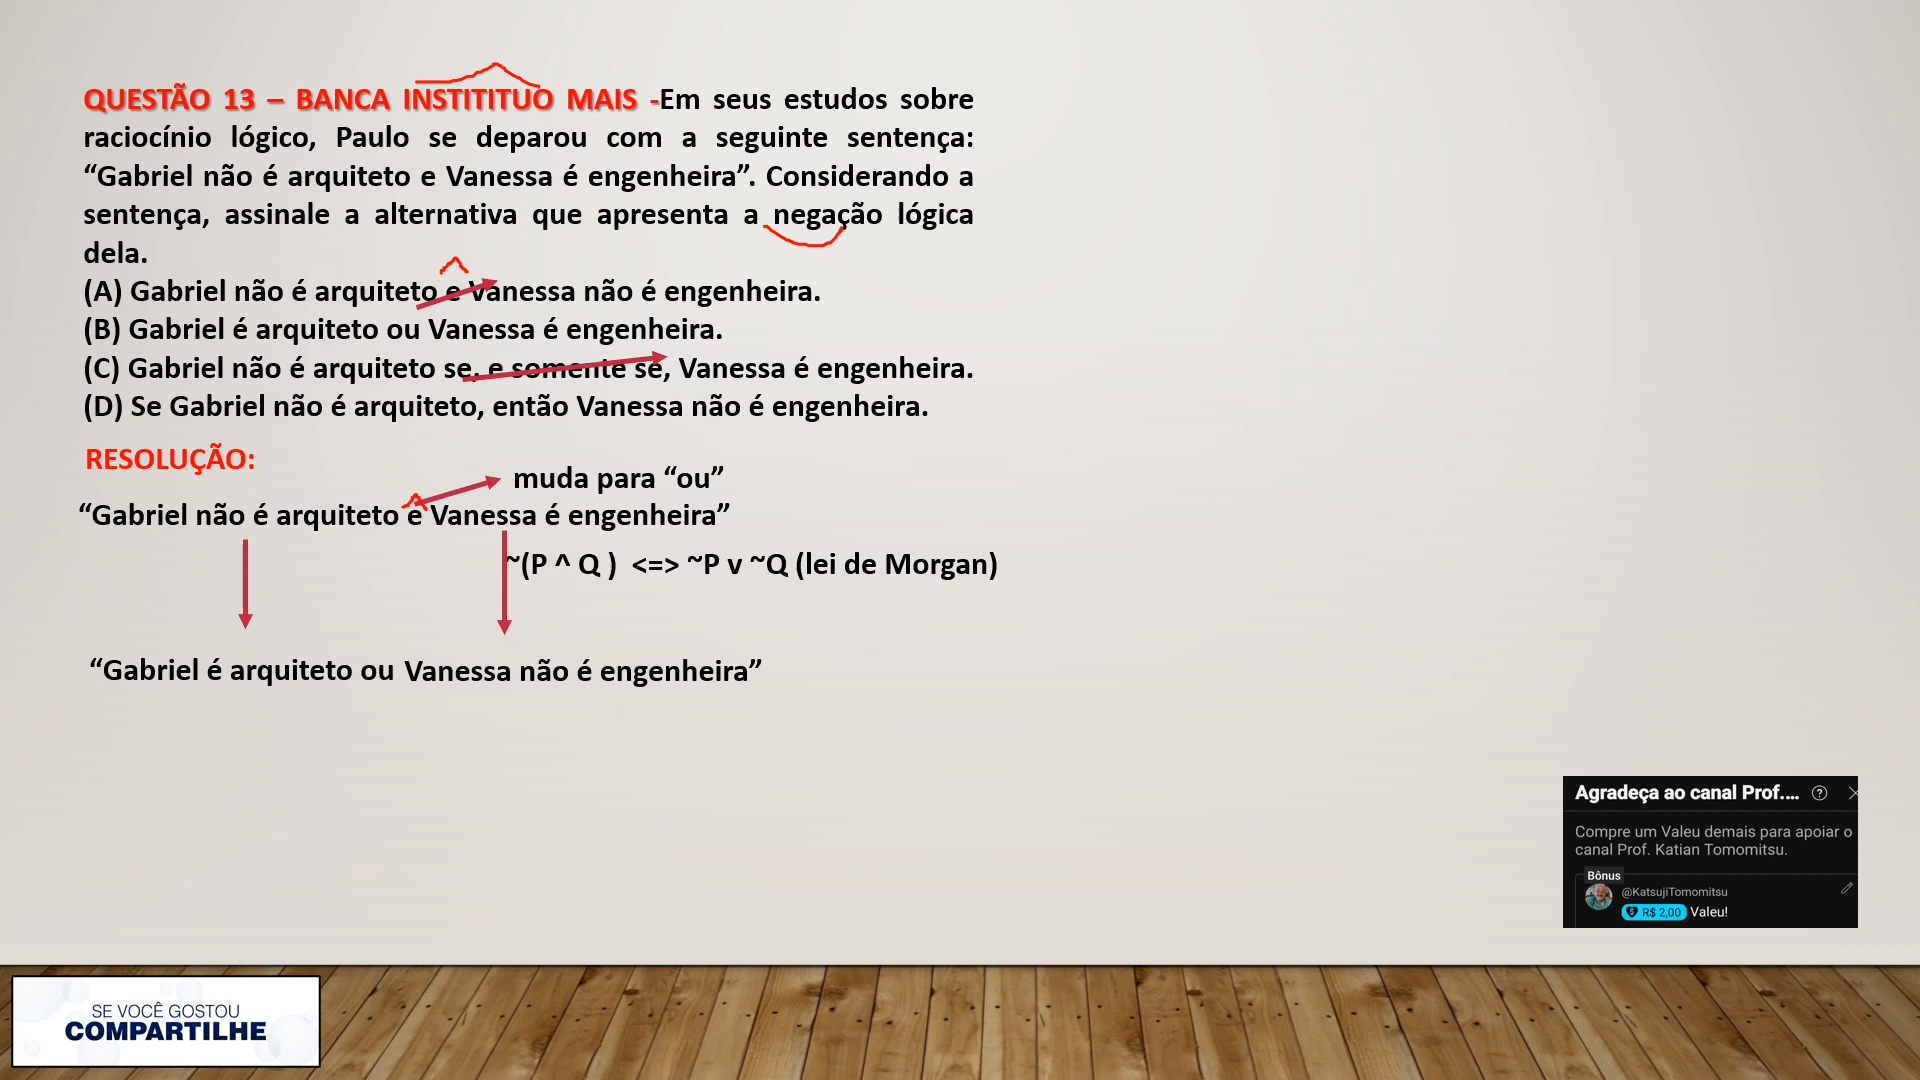 QUESTÃO 13 – BANCA INSTITITUO MAIS -Em seus estudos sobre
raciocínio lógico, Paulo se deparou com a seguinte sentença:
“Gabriel não é arquiteto e Vanessa é engenheira”. Considerando a
sentença, assinale a alternativa que apresenta a negação lógica
dela.
(A) Gabriel não é arquiteto e Vanessa não é engenheira.
(B) Gabriel é arquiteto ou Vanessa é engenheira.
(C) Gabriel não é arquiteto se, e somente se, Vanessa é engenheira.
(D) Se Gabriel não é arquiteto, então Vanessa não é engenheira.
RESOLUÇÃO:
muda para “ou”
“Gabriel não é arquiteto e Vanessa é engenheira”
~(P ^ Q ) <=> ~P v ~Q (lei de Morgan)
“Gabriel é arquiteto ou Vanessa não é engenheira”
Agradeça ao canal Prof....
Compre um Valeu demais para apoiar o
canal Prof. Katian Tomomitsu.
Bônus
@KatsujiTomomitsu
R$ 2,00 Valeu!
SE VOCÊ GOSTOU
COMPARTILHE